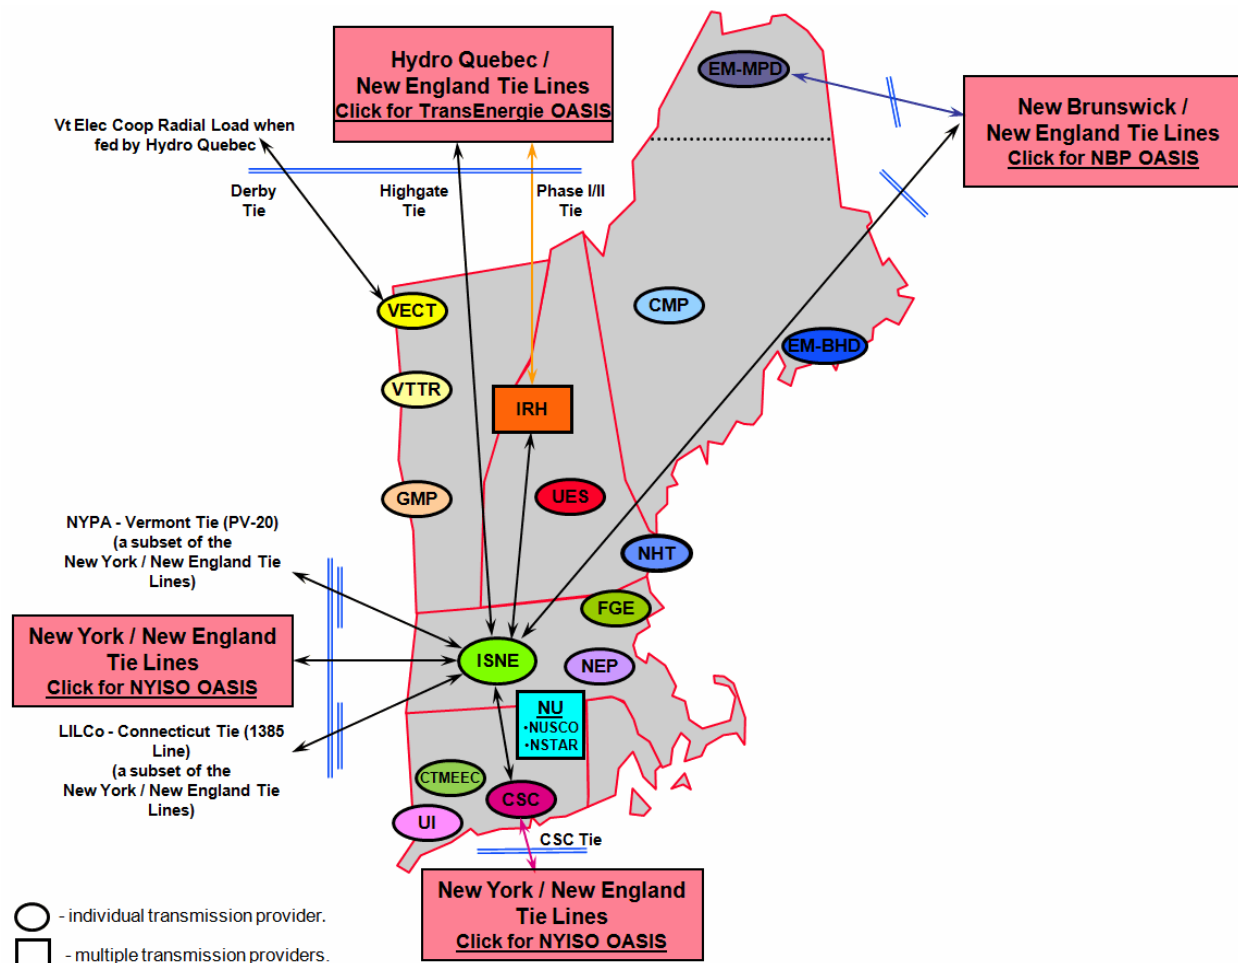 Hydro Quebec /
New England Tie Lines
Click for TransEnergie OASIS
EM-MPD
New Brunswick /
New England Tie Lines
Click for NBP OASIS
Vt Elec Coop Radial Load when
fed by Hydro Quebec
Derby
Tie
Highgate
Tie
Phase I/II
Tie
VECT
CMP
EM-BHD
VTTR
IRH
GMP
UES
NYPA - Vermont Tie (PV-20)
(a subset of the
New York / New England Tie
Lines)
NHT
FGE
New York / New England
Tie Lines
Click for NYISO OASIS
ISNE
NEP
NU
•NUSCO
•NSTAR
LILCo - Connecticut Tie (1385
Line)
(a subset of the
New York / New England Tie
Lines)
CTMEEC
CSC
UI
CSC Tie
New York / New England
Tie Lines
Click for NYISO OASIS
- individual transmission provider.
- multiple transmission providers.